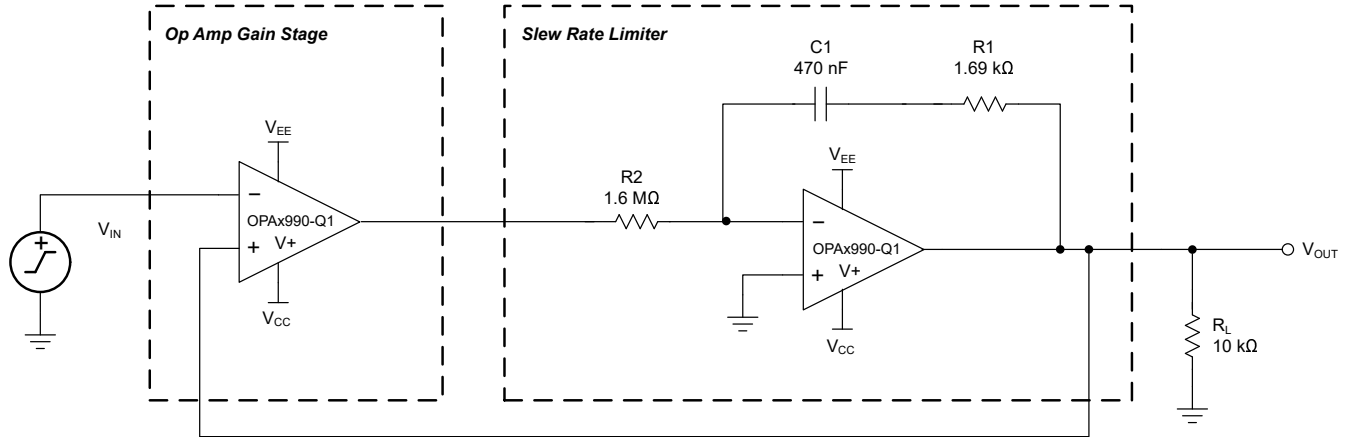 Op Amp Gain Stage
Slew Rate Limiter
C1
470 nF
R1
1.69 kΩ
V_EE
V_EE
R2
1.6 MΩ
−
OPAx990-Q1
+
V+
V_IN
+
V_CC
−
OPAx990-Q1
+
V+
V_CC
V_OUT
R_L
10 kΩ